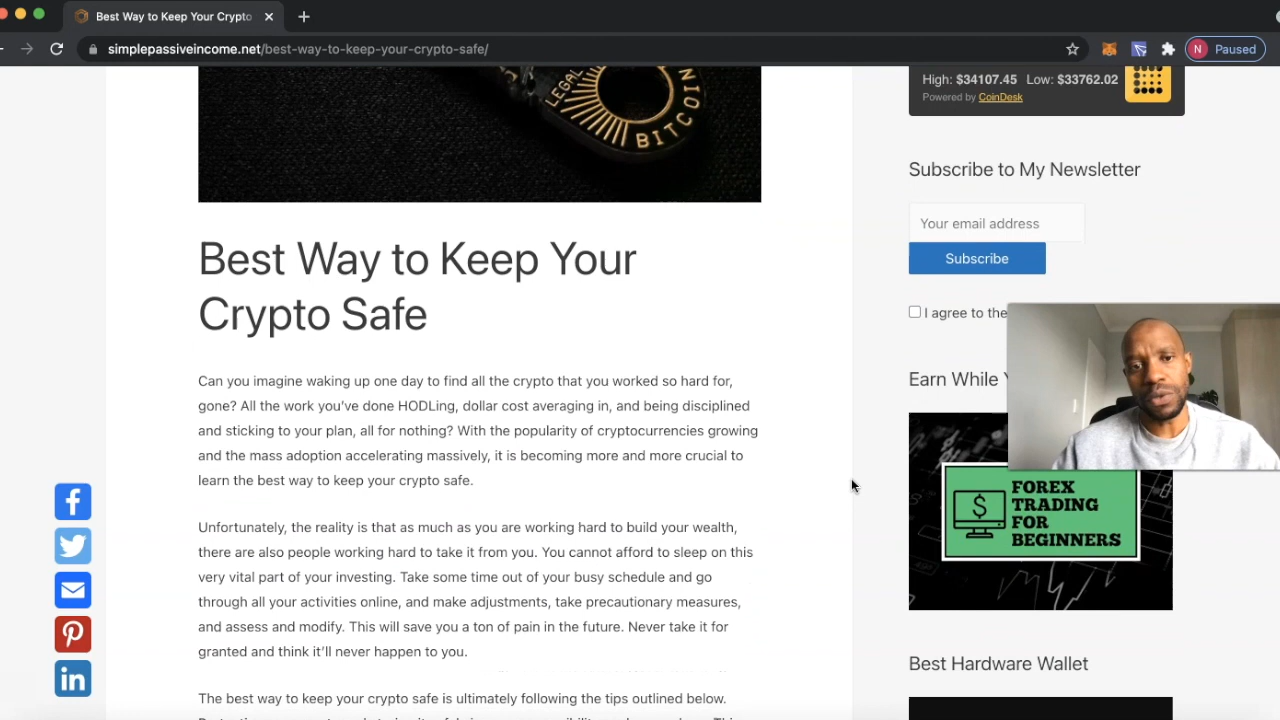 Best Way to Keep Your Crypto
simplepassiveincome.net/best-way-to-keep-your-crypto-safe/
N Paused
LEGAL
BITCOIN
High: $34107.45 Low: $33762.02
Powered by CoinDesk
Best Way to Keep Your
Crypto Safe
Can you imagine waking up one day to find all the crypto that you worked so hard for,
gone? All the work you've done HODLing, dollar cost averaging in, and being disciplined
and sticking to your plan, all for nothing? With the popularity of cryptocurrencies growing
and the mass adoption accelerating massively, it is becoming more and more crucial to
learn the best way to keep your crypto safe.
Unfortunately, the reality is that as much as you are working hard to build your wealth,
there are also people working hard to take it from you. You cannot afford to sleep on this
very vital part of your investing. Take some time out of your busy schedule and go
through all your activities online, and make adjustments, take precautionary measures,
and assess and modify. This will save you a ton of pain in the future. Never take it for
granted and think it'll never happen to you.
The best way to keep your crypto safe is ultimately following the tips outlined below.
Subscribe to My Newsletter
Your email address
Subscribe
I agree to the
Earn While
FOREX
TRADING
FOR
BEGINNERS
Best Hardware Wallet